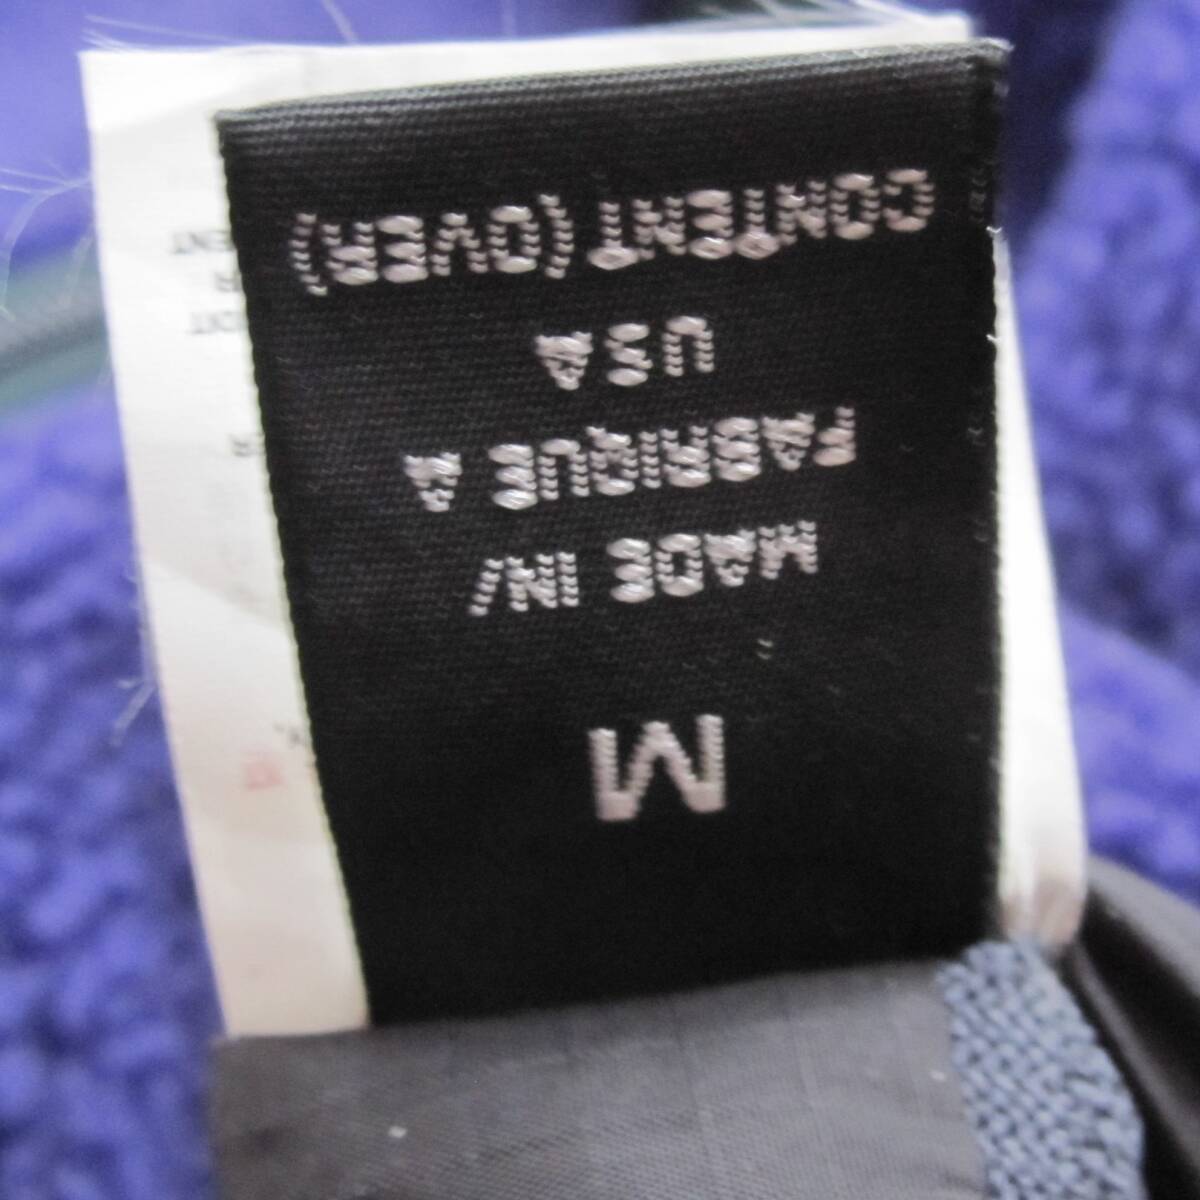 M
MADE IN/
FABRIQUE A
USA
CONTENT (OVER)